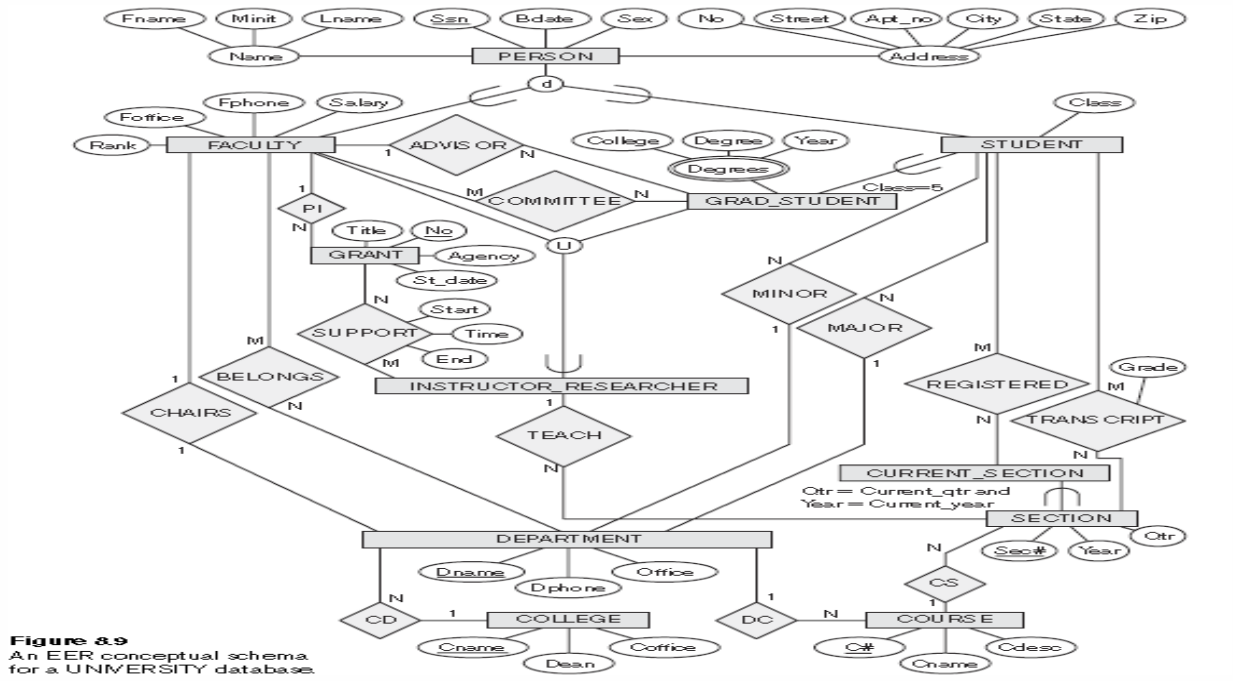 Fname Minit Lname Ssn Bdate Sex No Street Apt_no City State Zip
Name PERSON Address
d
Foffice Fphone Salary Class
Rank FACULTY 1 ADVISOR N College Degree Year STUDENT
Degrees
Class=5
M COMMITTEE N GRAD_STUDENT
1
PI
N
U
Title No
GRANT Agency
St_date
N
N
MINOR
1
N
MAJOR
1
SUPPORT Start
Time
End
M
M
BELONGS
N
1
CHAIRS
1
INSTRUCTOR_RESEARCHER
1
TEACH
N
M
REGISTERED
N
Grade
M
TRANSCRIPT
N
CURRENT_SECTION
Qtr = Current_qtr and
Year = Current_year
SECTION
Sec# Year Qtr
DEPARTMENT
Dname Dphone Office
N
CS
1
N
CD 1 COLLEGE
1
DC N COURSE
Cname Dean Coffice
C# Cname Cdesc
Figure 8.9
An EER conceptual schema
for a UNIVERSITY database.